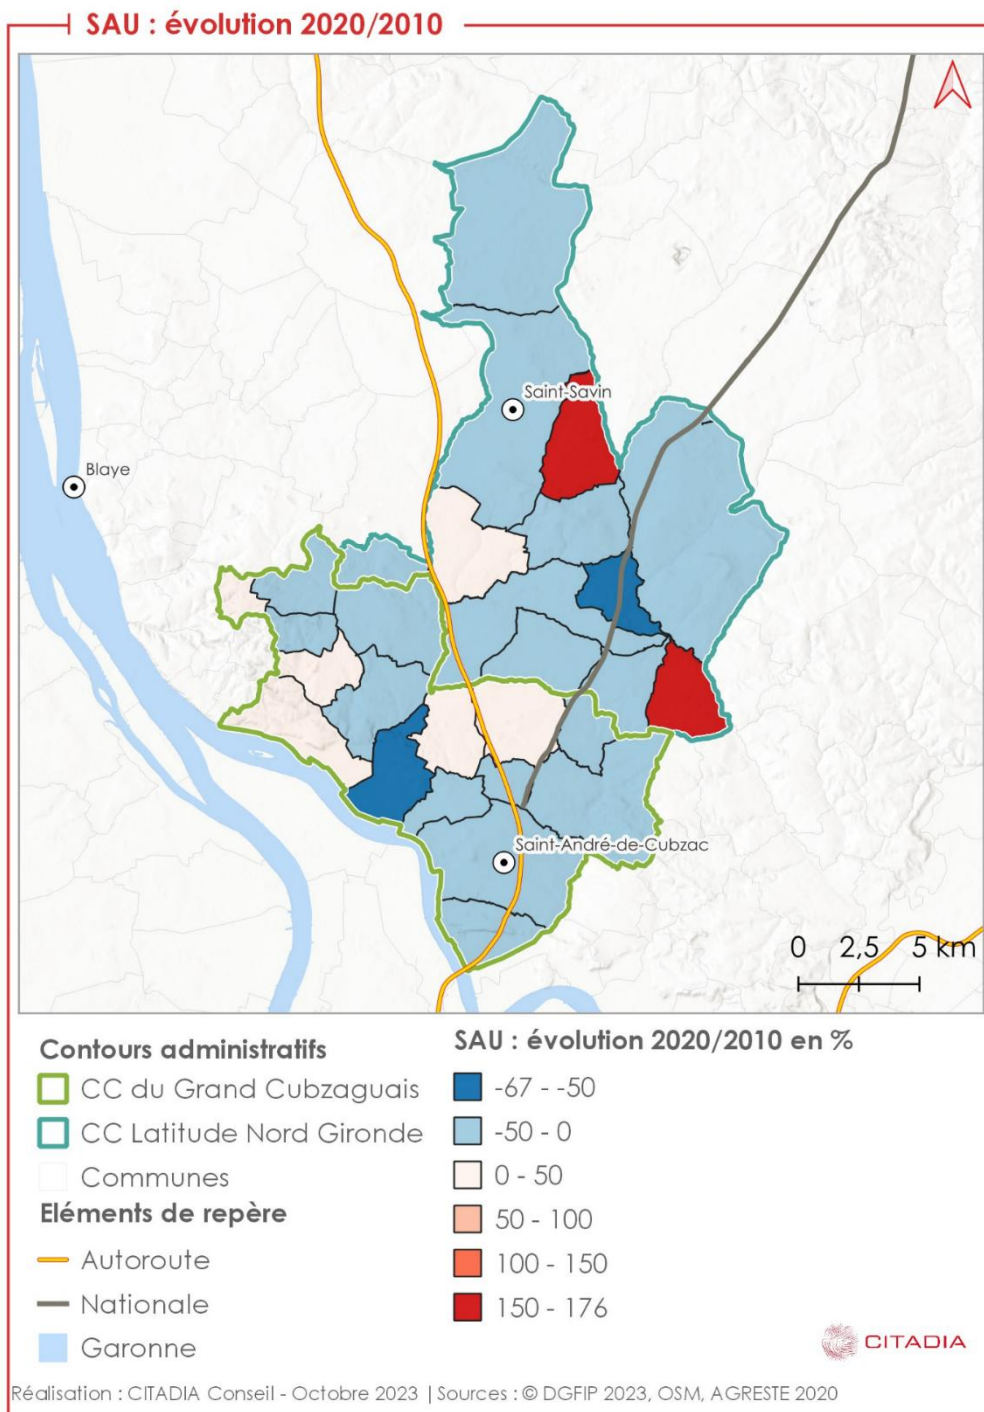 SAU : évolution 2020/2010
Saint-Savin
Blaye
Saint-André-de-Cubzac
0 2,5 5 km
Contours administratifs
CC du Grand Cubzaguais
CC Latitude Nord Gironde
Communes
Eléments de repère
Autoroute
Nationale
Garonne
SAU : évolution 2020/2010 en %
-67 - -50
-50 - 0
0 - 50
50 - 100
100 - 150
150 - 176
CITADIA
Réalisation : CITADIA Conseil - Octobre 2023 | Sources : © DGFIP 2023, OSM, AGRESTE 2020